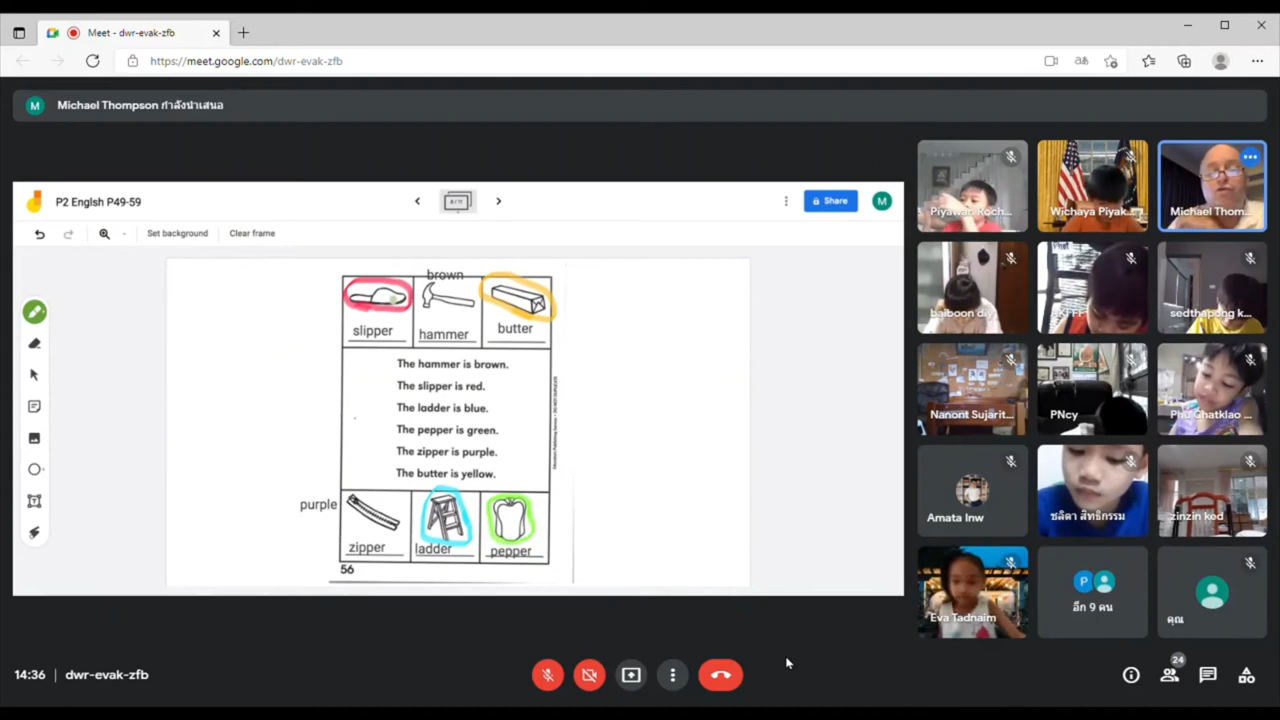 Meet - dwr-evak-zfb
https://meet.google.com/dwr-evak-zfb
M
Michael Thompson กำลังนำเสนอ
P2 Englsh P49-59
8 / 11
Share
M
Set background
Clear frame
brown
slipper
hammer
butter
The hammer is brown.
The slipper is red.
The ladder is blue.
The pepper is green.
The zipper is purple.
The butter is yellow.
purple
zipper
ladder
pepper
56
Piyawan Roch...
Wichaya Piyak...
Michael Thom...
baiboon diy
sedthapong k...
Nanont Sujarit...
PNcy
Phu Chatklao ...
Amata Inw
ชลิตา สิทธิกรรม
zinzin ked
Eva Tadnaim
P
อีก 9 คน
คุณ
14:36
dwr-evak-zfb
24